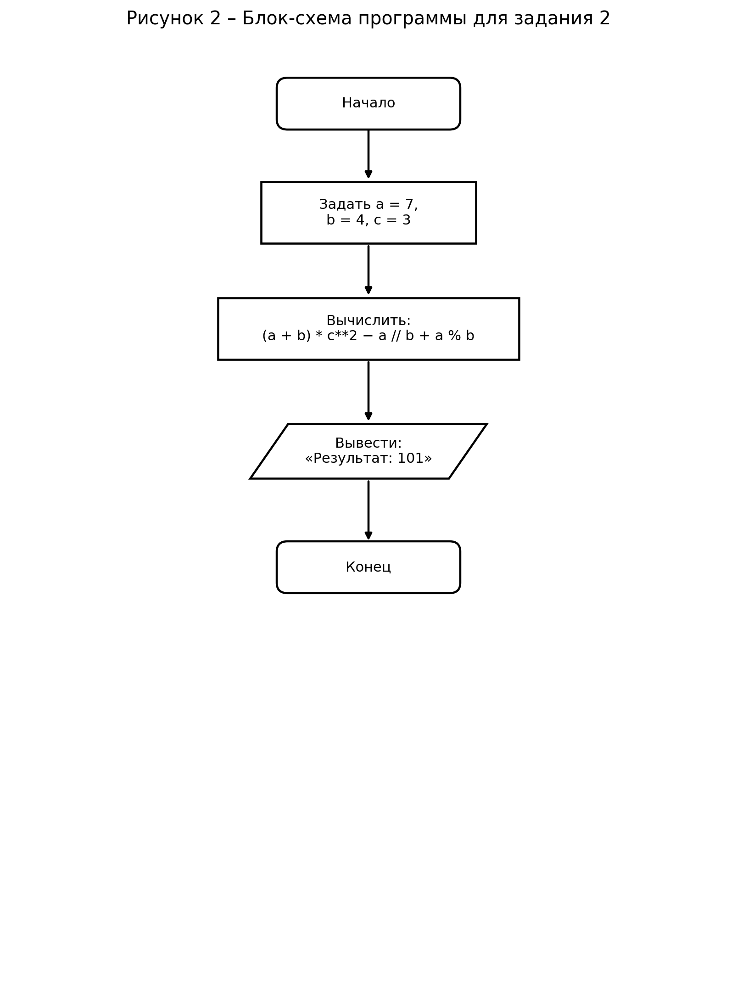 Рисунок 2 – Блок-схема программы для задания 2
Начало
Задать a = 7,
b = 4, c = 3
Вычислить:
(a + b) * c**2 − a // b + a % b
Вывести:
«Результат: 101»
Конец